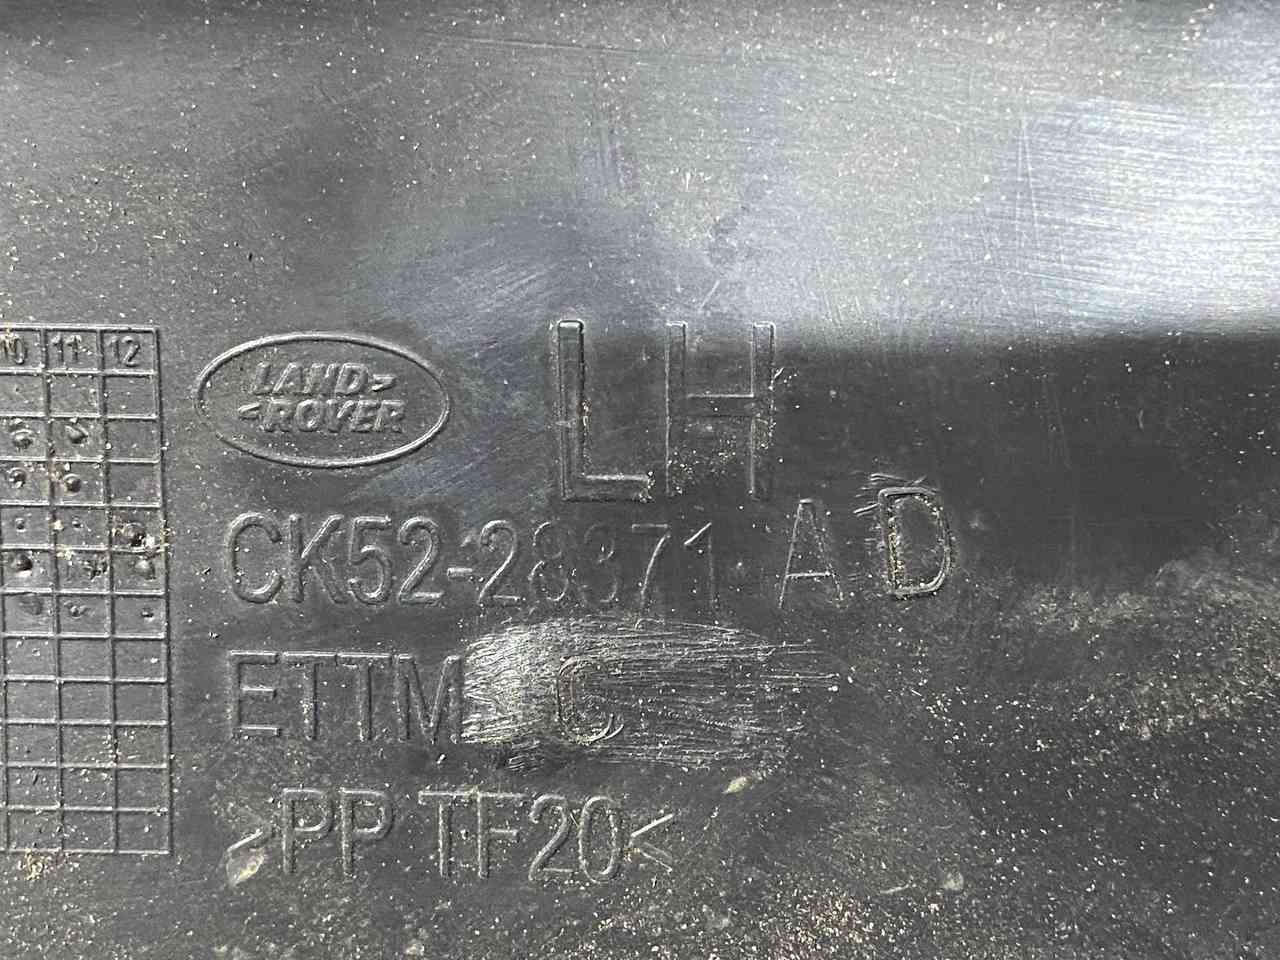 10 11 12
LAND
ROVER
LH
CK52-28371 AD
ETTM C
>PP TF20<